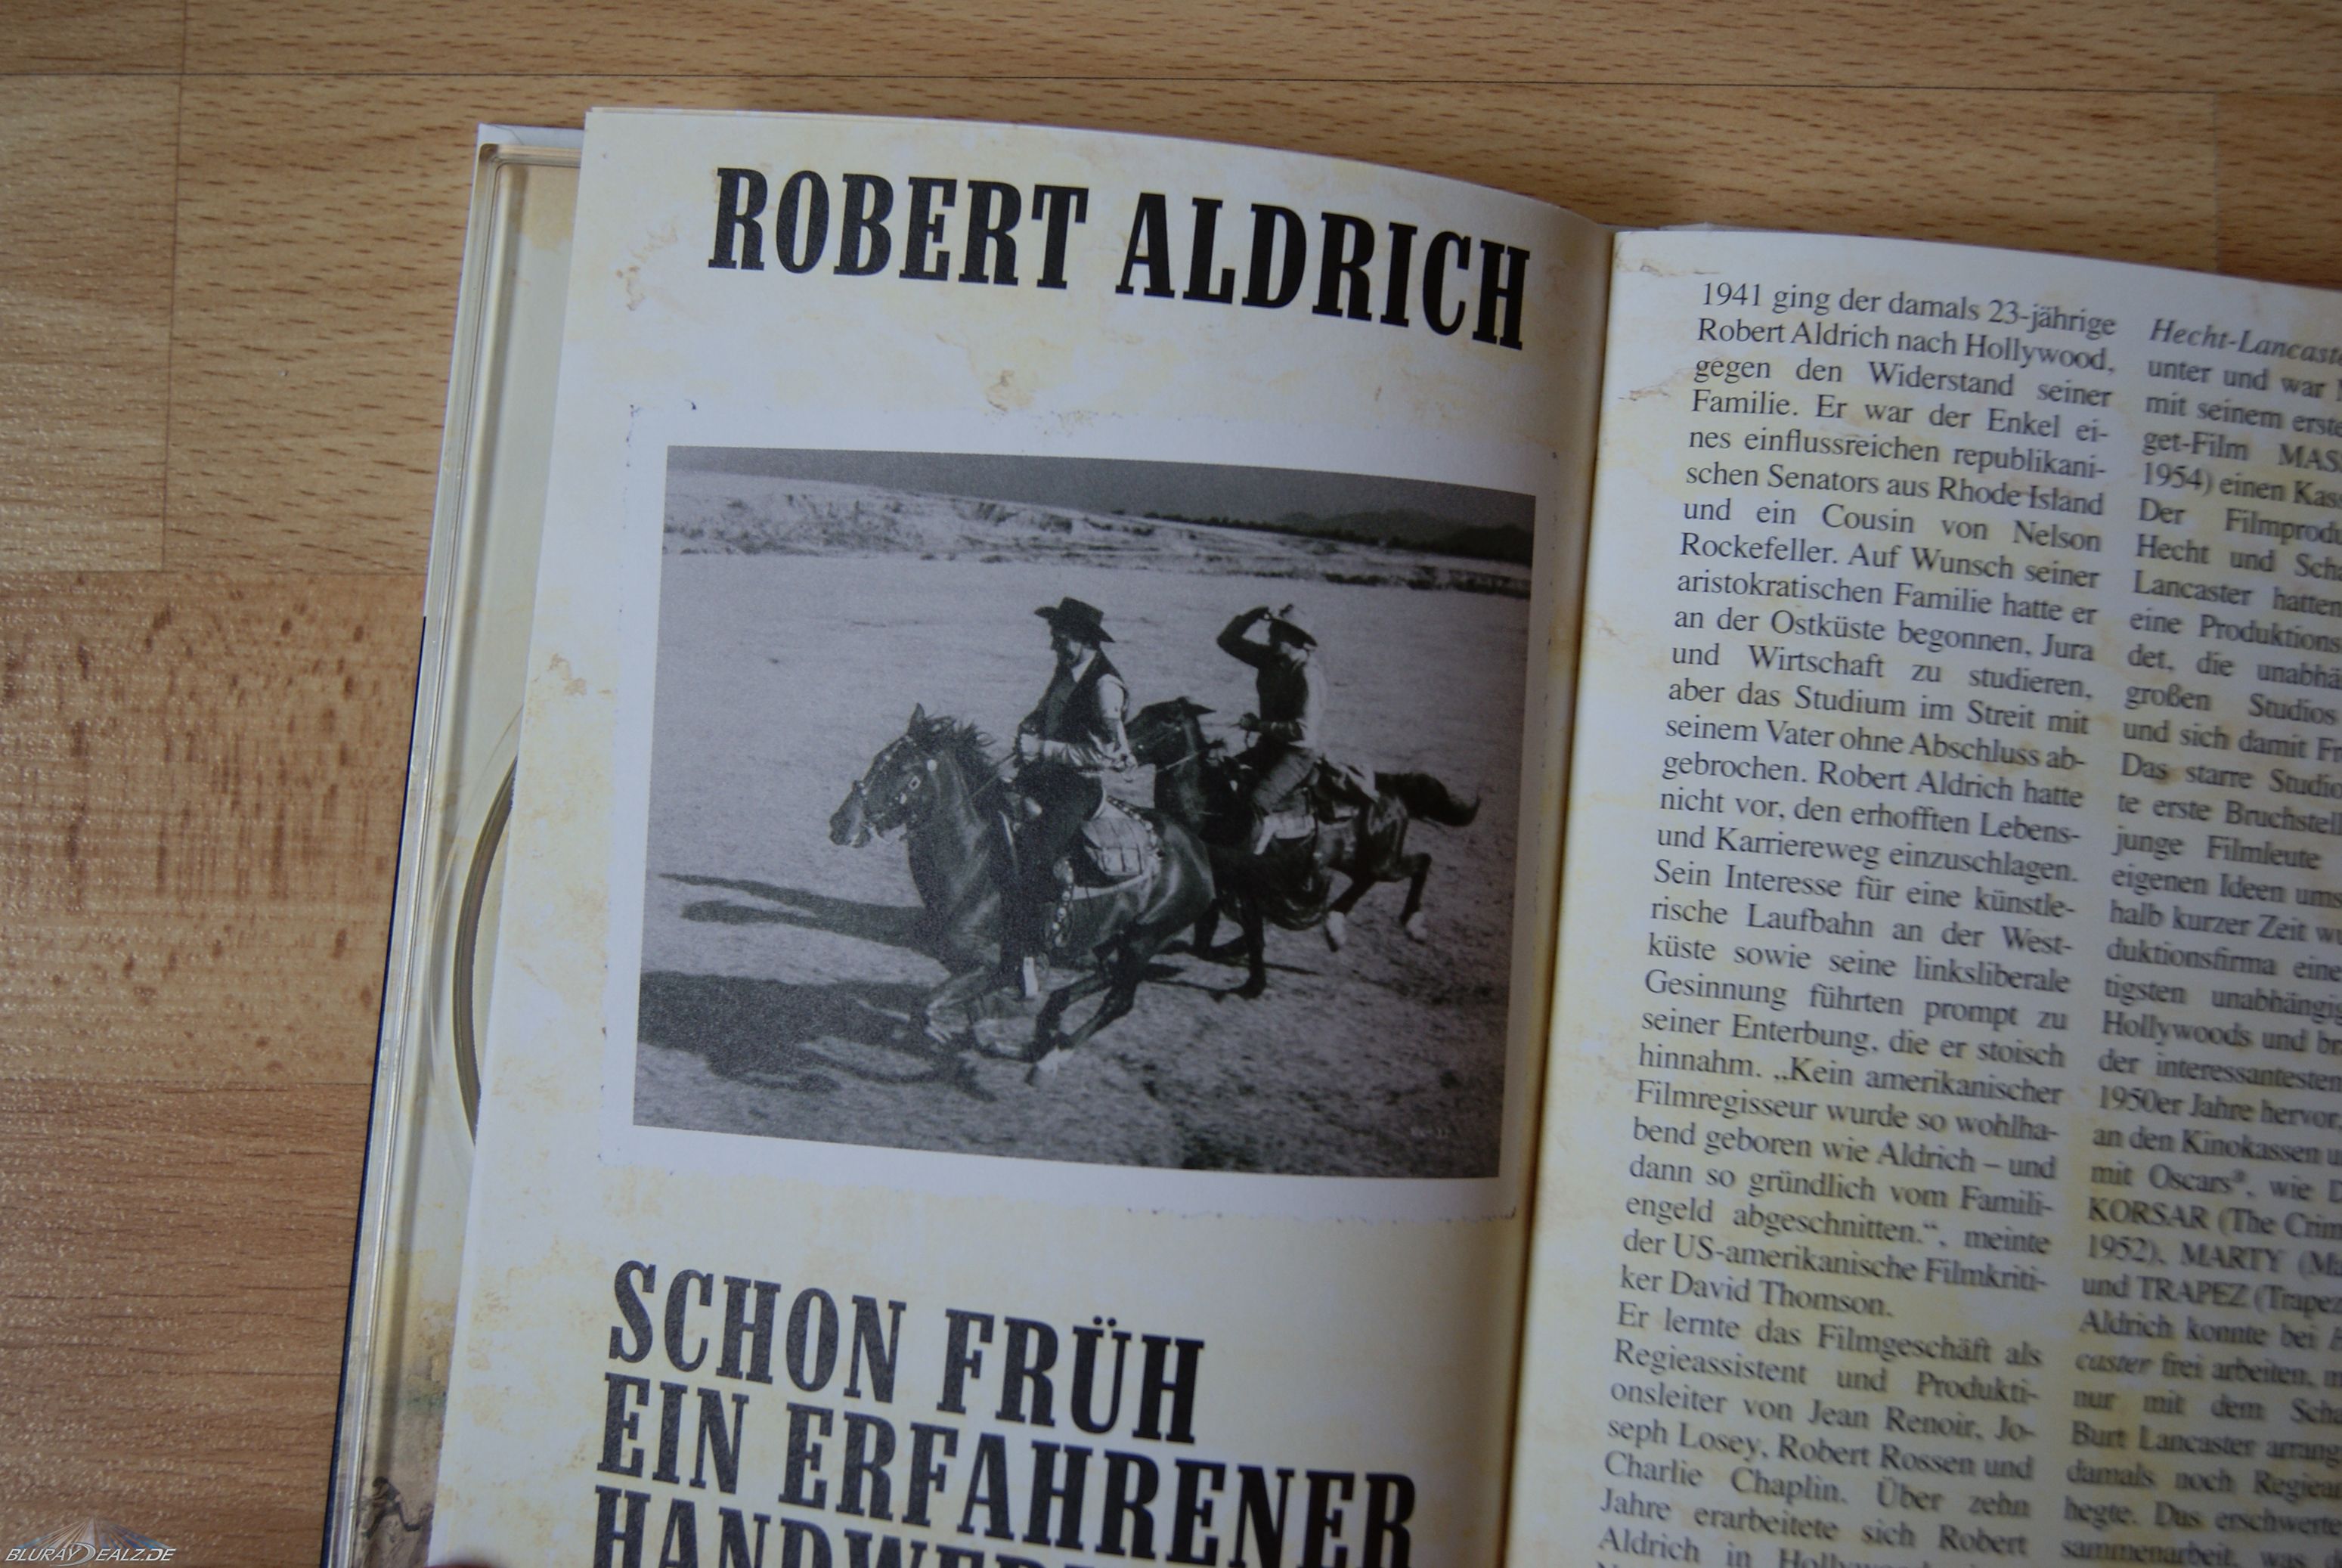 ROBERT ALDRICH
SCHON FRÜH
EIN ERFAHRENER
1941 ging der damals 23-jährige
Robert Aldrich nach Hollywood,
gegen den Widerstand seiner
Familie. Er war der Enkel ei-
nes einflussreichen republikani-
schen Senators aus Rhode Island
und ein Cousin von Nelson
Rockefeller. Auf Wunsch seiner
aristokratischen Familie hatte er
an der Ostküste begonnen, Jura
und Wirtschaft zu studieren,
aber das Studium im Streit mit
seinem Vater ohne Abschluss ab-
gebrochen. Robert Aldrich hatte
nicht vor, den erhofften Lebens-
und Karriereweg einzuschlagen.
Sein Interesse für eine künstle-
rische Laufbahn an der West-
küste sowie seine linksliberale
Gesinnung führten prompt zu
seiner Enterbung, die er stoisch
hinnahm. „Kein amerikanischer
Filmregisseur wurde so wohlha-
bend geboren wie Aldrich – und
dann so gründlich vom Famili-
engeld abgeschnitten.“, meinte
der US-amerikanische Filmkriti-
ker David Thomson.
Er lernte das Filmgeschäft als
Regieassistent und Produkti-
onsleiter von Jean Renoir, Jo-
seph Losey, Robert Rossen und
Charlie Chaplin. Über zehn
Jahre erarbeitete sich Robert
Aldrich in
unter und war
mit seinem
get-Film
1954) einen
Der
Hecht und
Lancaster hatten
eine
det, die
großen Studios
und sich damit
Das starre
te erste
junge Filmleute
eigenen Ideen
halb kurzer Zeit
duktionsfirma
tigsten
Hollywoods und
der interessantesten
1950er Jahre hervor,
an den Kinokassen
mit Oscars®, wie
KORSAR (The
1952), MARTY
und TRAPEZ
Aldrich konnte bei
caster frei arbeiten,
nur mit dem
Burt Lancaster
damals noch
hegte. Das
BLURAYDEALZ.DE